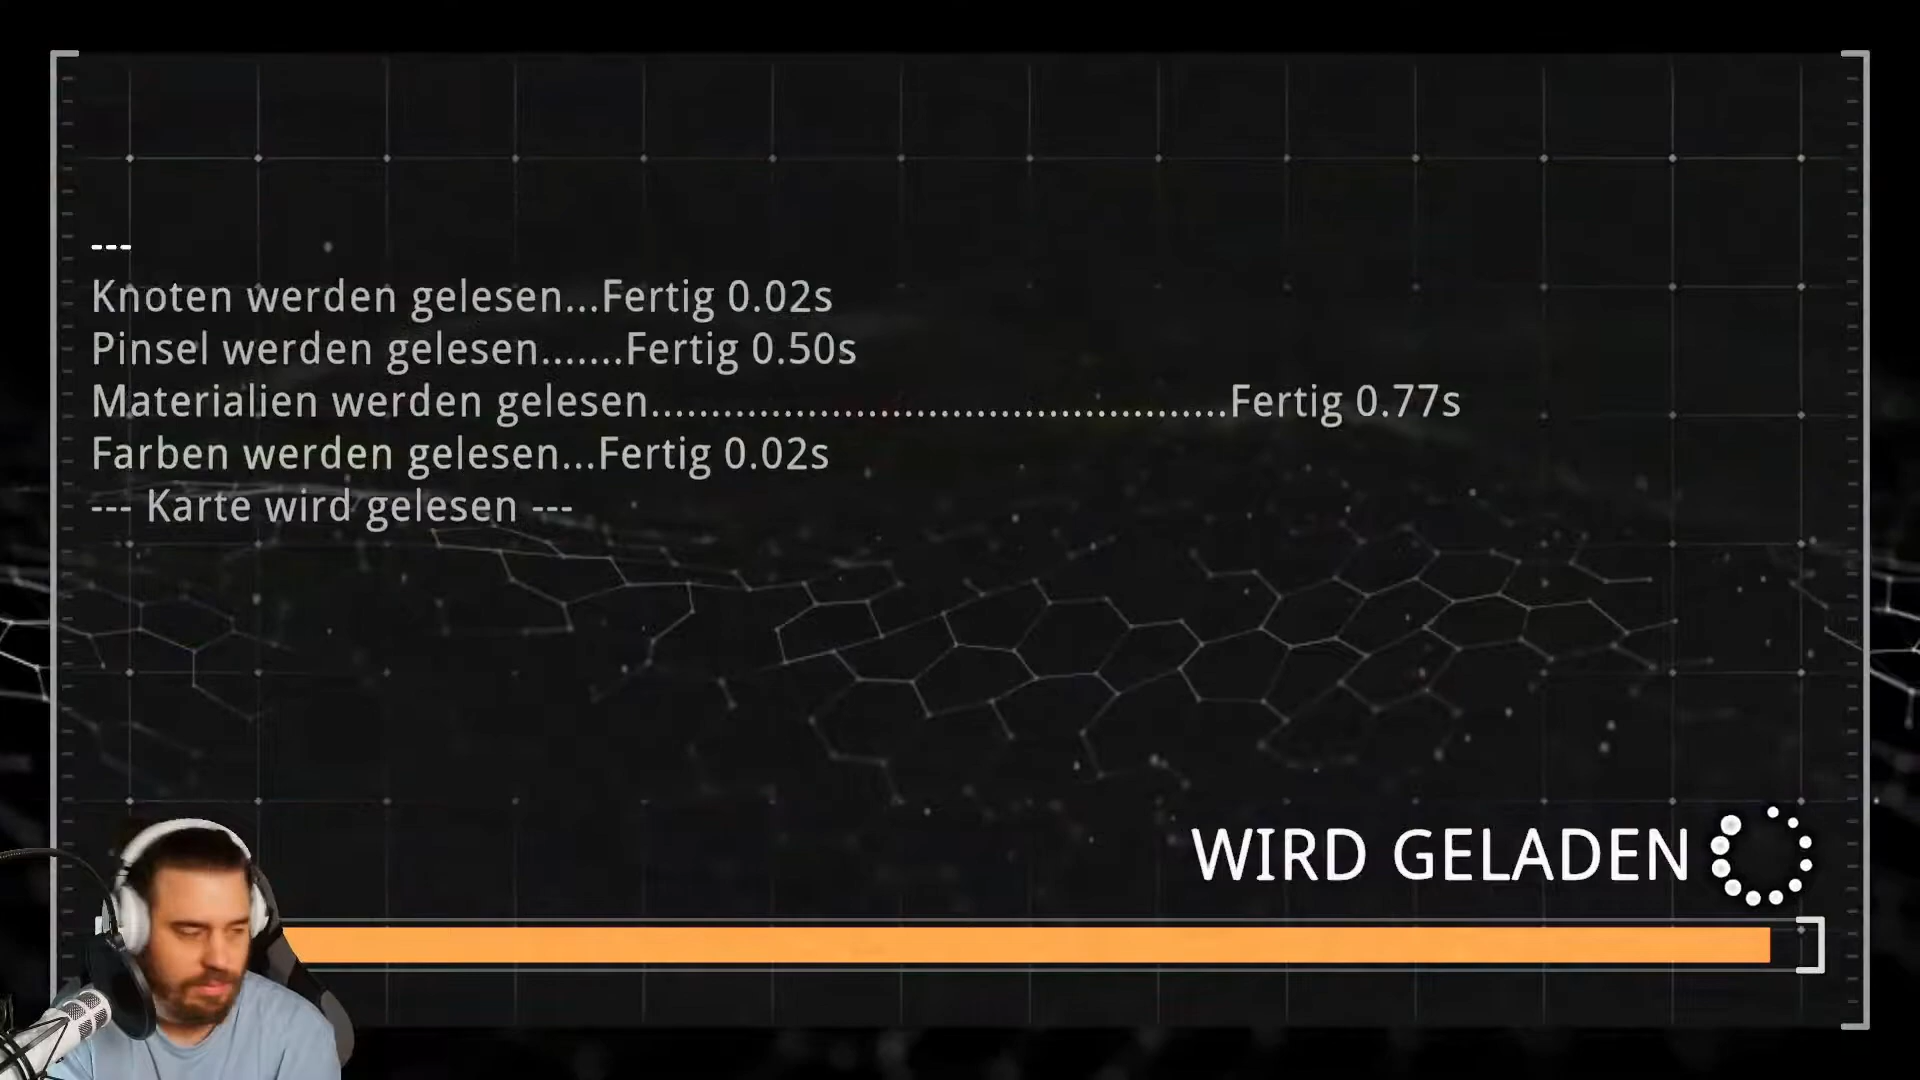 ---
Knoten werden gelesen...Fertig 0.02s
Pinsel werden gelesen.......Fertig 0.50s
Materialien werden gelesen................................................Fertig 0.77s
Farben werden gelesen...Fertig 0.02s
--- Karte wird gelesen ---
WIRD GELADEN